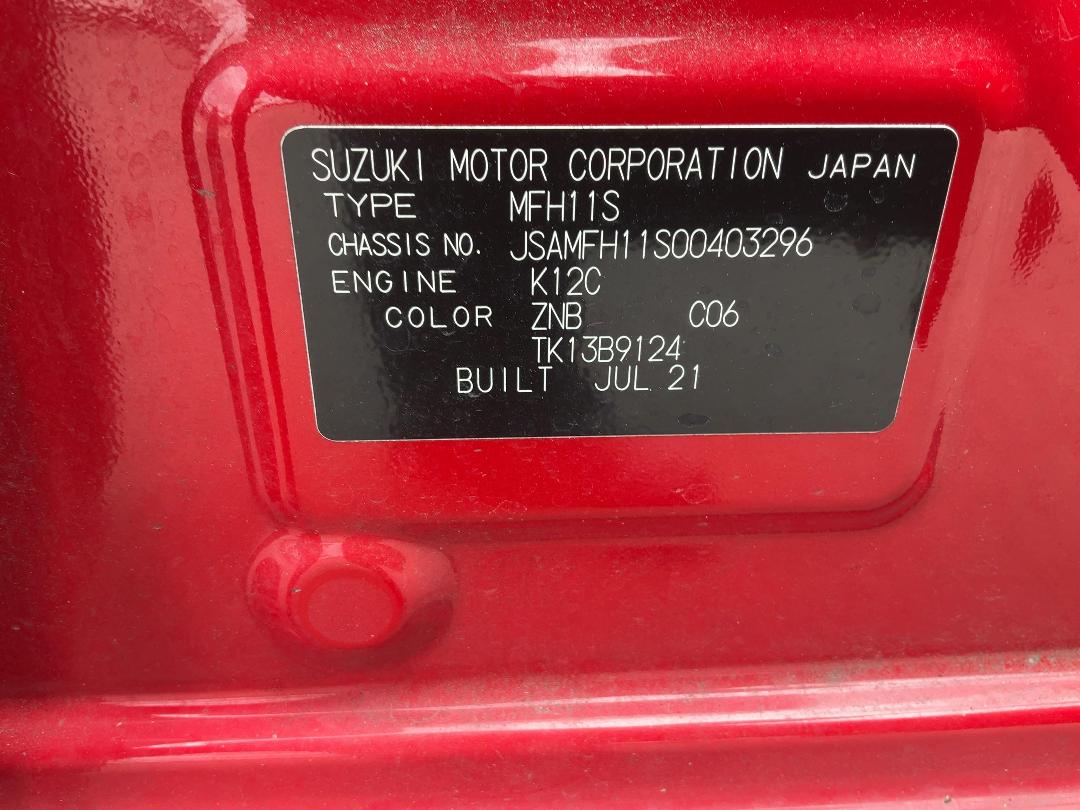 SUZUKI MOTOR CORPORATION JAPAN
TYPE MFH11S
CHASSIS NO. JSAMFH11S00403296
ENGINE K12C
COLOR ZNB C06
TK13B9124
BUILT JUL 21